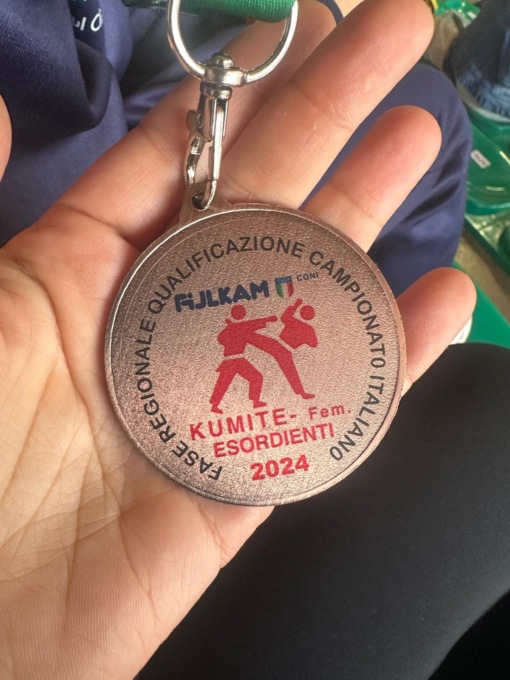 FASE REGIONALE QUALIFICAZIONE CAMPIONATO ITALIANO
FIJLKAM
CONI
KUMITE- Fem.
ESORDIENTI
2024